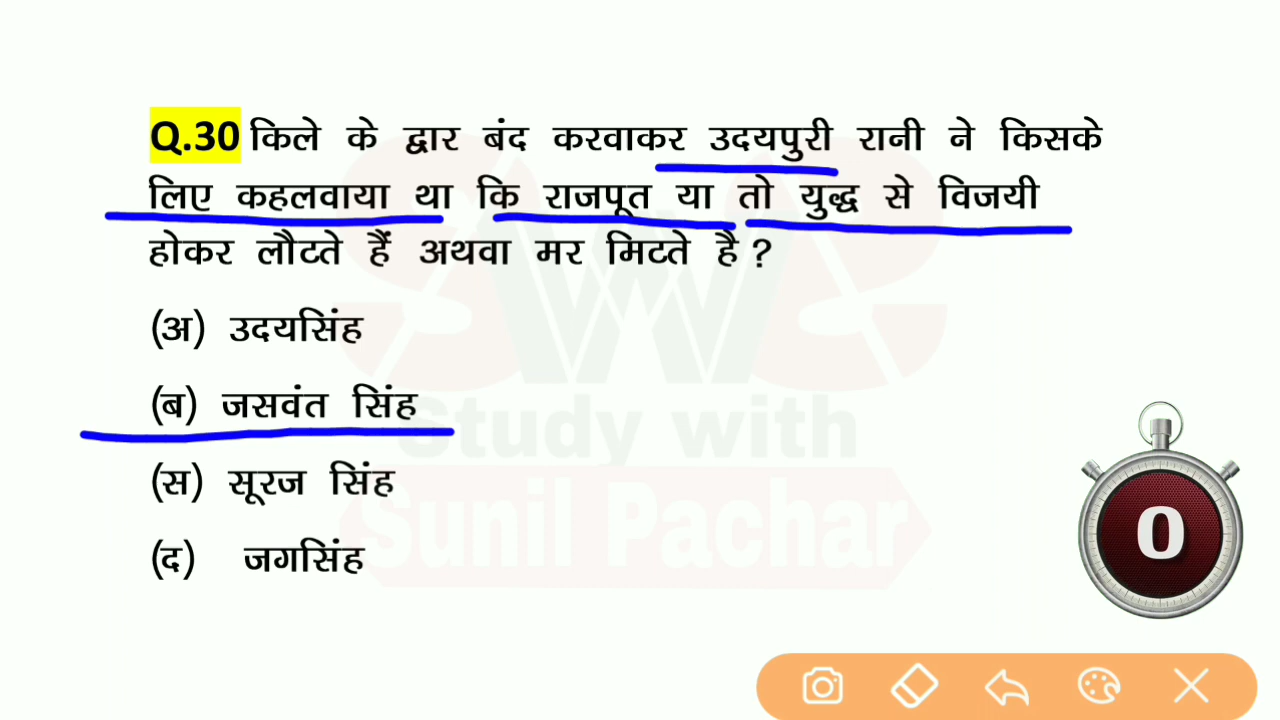 Q.30 किले के द्वार बंद करवाकर उदयपुरी रानी ने किसके
लिए कहलवाया था कि राजपूत या तो युद्ध से विजयी
होकर लौटते हैं अथवा मर मिटते है ?
(अ) उदयसिंह
(ब) जसवंत सिंह
(स) सूरज सिंह
(द) जगसिंह
SWS
Study with
Sunil Pachar
0